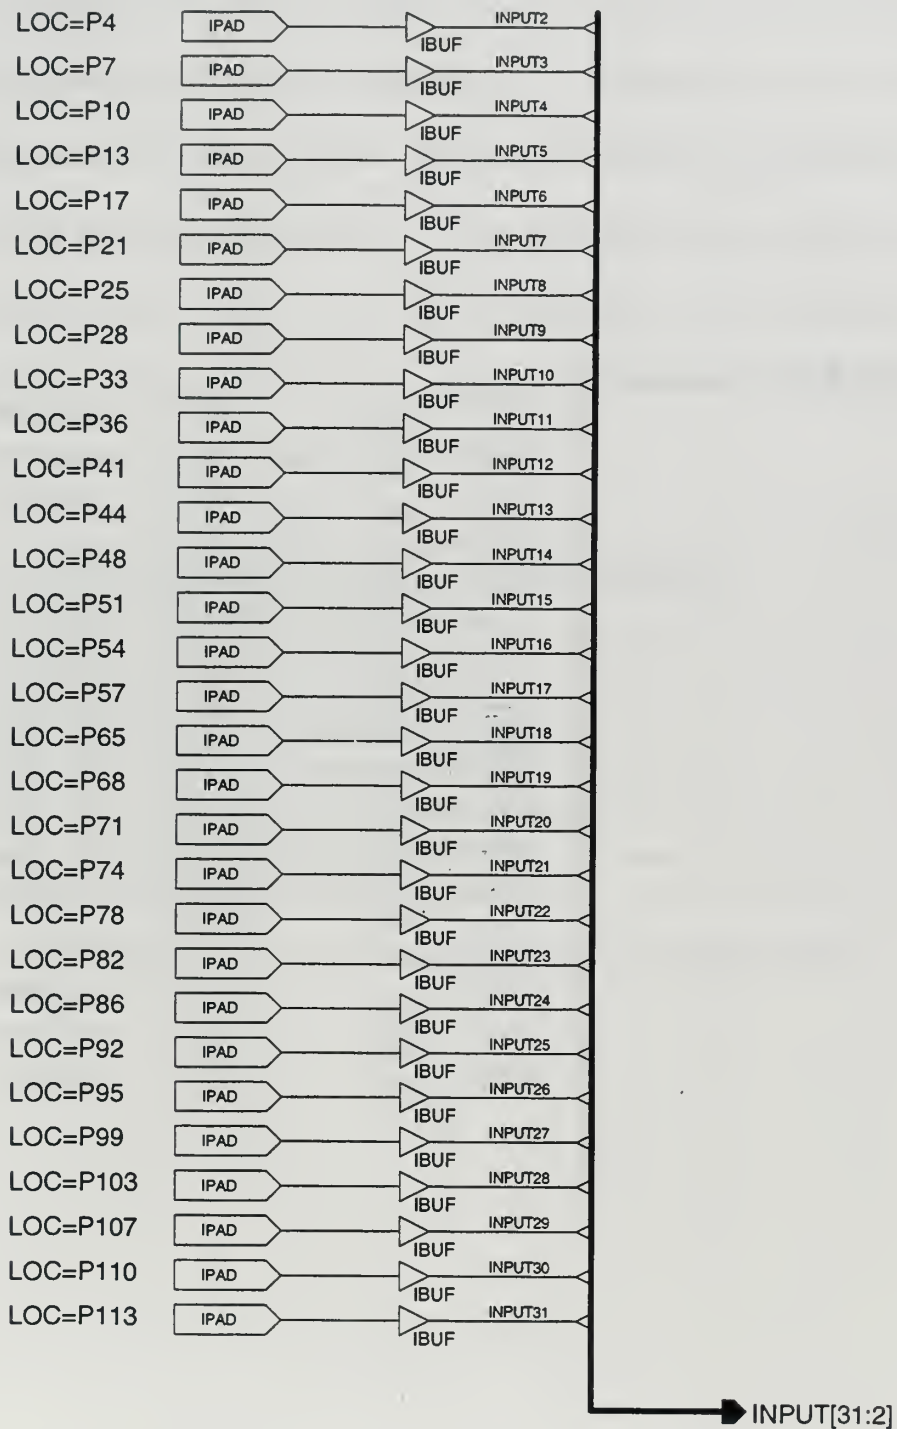 LOC=P4 IPAD IBUF INPUT2
LOC=P7 IPAD IBUF INPUT3
LOC=P10 IPAD IBUF INPUT4
LOC=P13 IPAD IBUF INPUT5
LOC=P17 IPAD IBUF INPUT6
LOC=P21 IPAD IBUF INPUT7
LOC=P25 IPAD IBUF INPUT8
LOC=P28 IPAD IBUF INPUT9
LOC=P33 IPAD IBUF INPUT10
LOC=P36 IPAD IBUF INPUT11
LOC=P41 IPAD IBUF INPUT12
LOC=P44 IPAD IBUF INPUT13
LOC=P48 IPAD IBUF INPUT14
LOC=P51 IPAD IBUF INPUT15
LOC=P54 IPAD IBUF INPUT16
LOC=P57 IPAD IBUF INPUT17
LOC=P65 IPAD IBUF INPUT18
LOC=P68 IPAD IBUF INPUT19
LOC=P71 IPAD IBUF INPUT20
LOC=P74 IPAD IBUF INPUT21
LOC=P78 IPAD IBUF INPUT22
LOC=P82 IPAD IBUF INPUT23
LOC=P86 IPAD IBUF INPUT24
LOC=P92 IPAD IBUF INPUT25
LOC=P95 IPAD IBUF INPUT26
LOC=P99 IPAD IBUF INPUT27
LOC=P103 IPAD IBUF INPUT28
LOC=P107 IPAD IBUF INPUT29
LOC=P110 IPAD IBUF INPUT30
LOC=P113 IPAD IBUF INPUT31
INPUT[31:2]